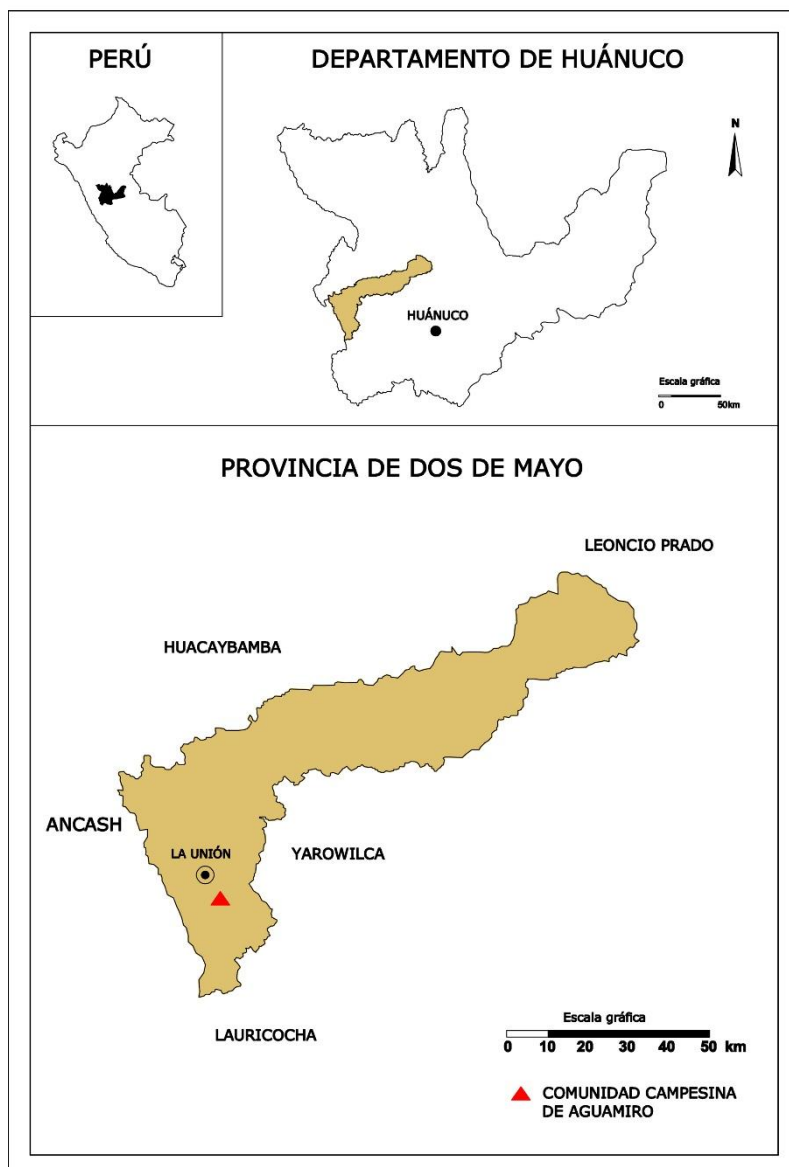 PERÚ
DEPARTAMENTO DE HUÁNUCO
N
HUÁNUCO
Escala gráfica
0 50km
PROVINCIA DE DOS DE MAYO
LEONCIO PRADO
HUACAYBAMBA
ANCASH
LA UNIÓN
YAROWILCA
LAURICOCHA
Escala gráfica
0 10 20 30 40 50 km
COMUNIDAD CAMPESINA
DE AGUAMIRO